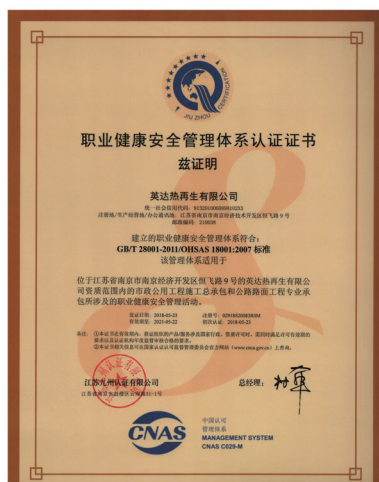 JIU ZHOU CERTIFICATION
职业健康安全管理体系认证证书
兹证明
英达热再生有限公司
统一社会信用代码:
注册地/生产经营地/办公通讯地: 江苏省南京市南京经济技术开发区恒飞路 9 号
邮政编码: 210038
建立的职业健康安全管理体系符合:
GB/T 28001-2011/OHSAS 18001:2007 标准
该管理体系适用于
位于江苏省南京市南京经济开发区恒飞路 9 号的英达热再生有限公
司资质范围内的市政公用工程施工总承包和公路路面工程专业承
包所涉及的职业健康安全管理活动。
发证日期: 2018-03-23 注册号:
有效期至: 2021-03-22 初次认证: 2018-03-23
江苏九州认证有限公司
总经理:
CNAS
中国认可
管理体系
MANAGEMENT SYSTEM
CNAS C029-M